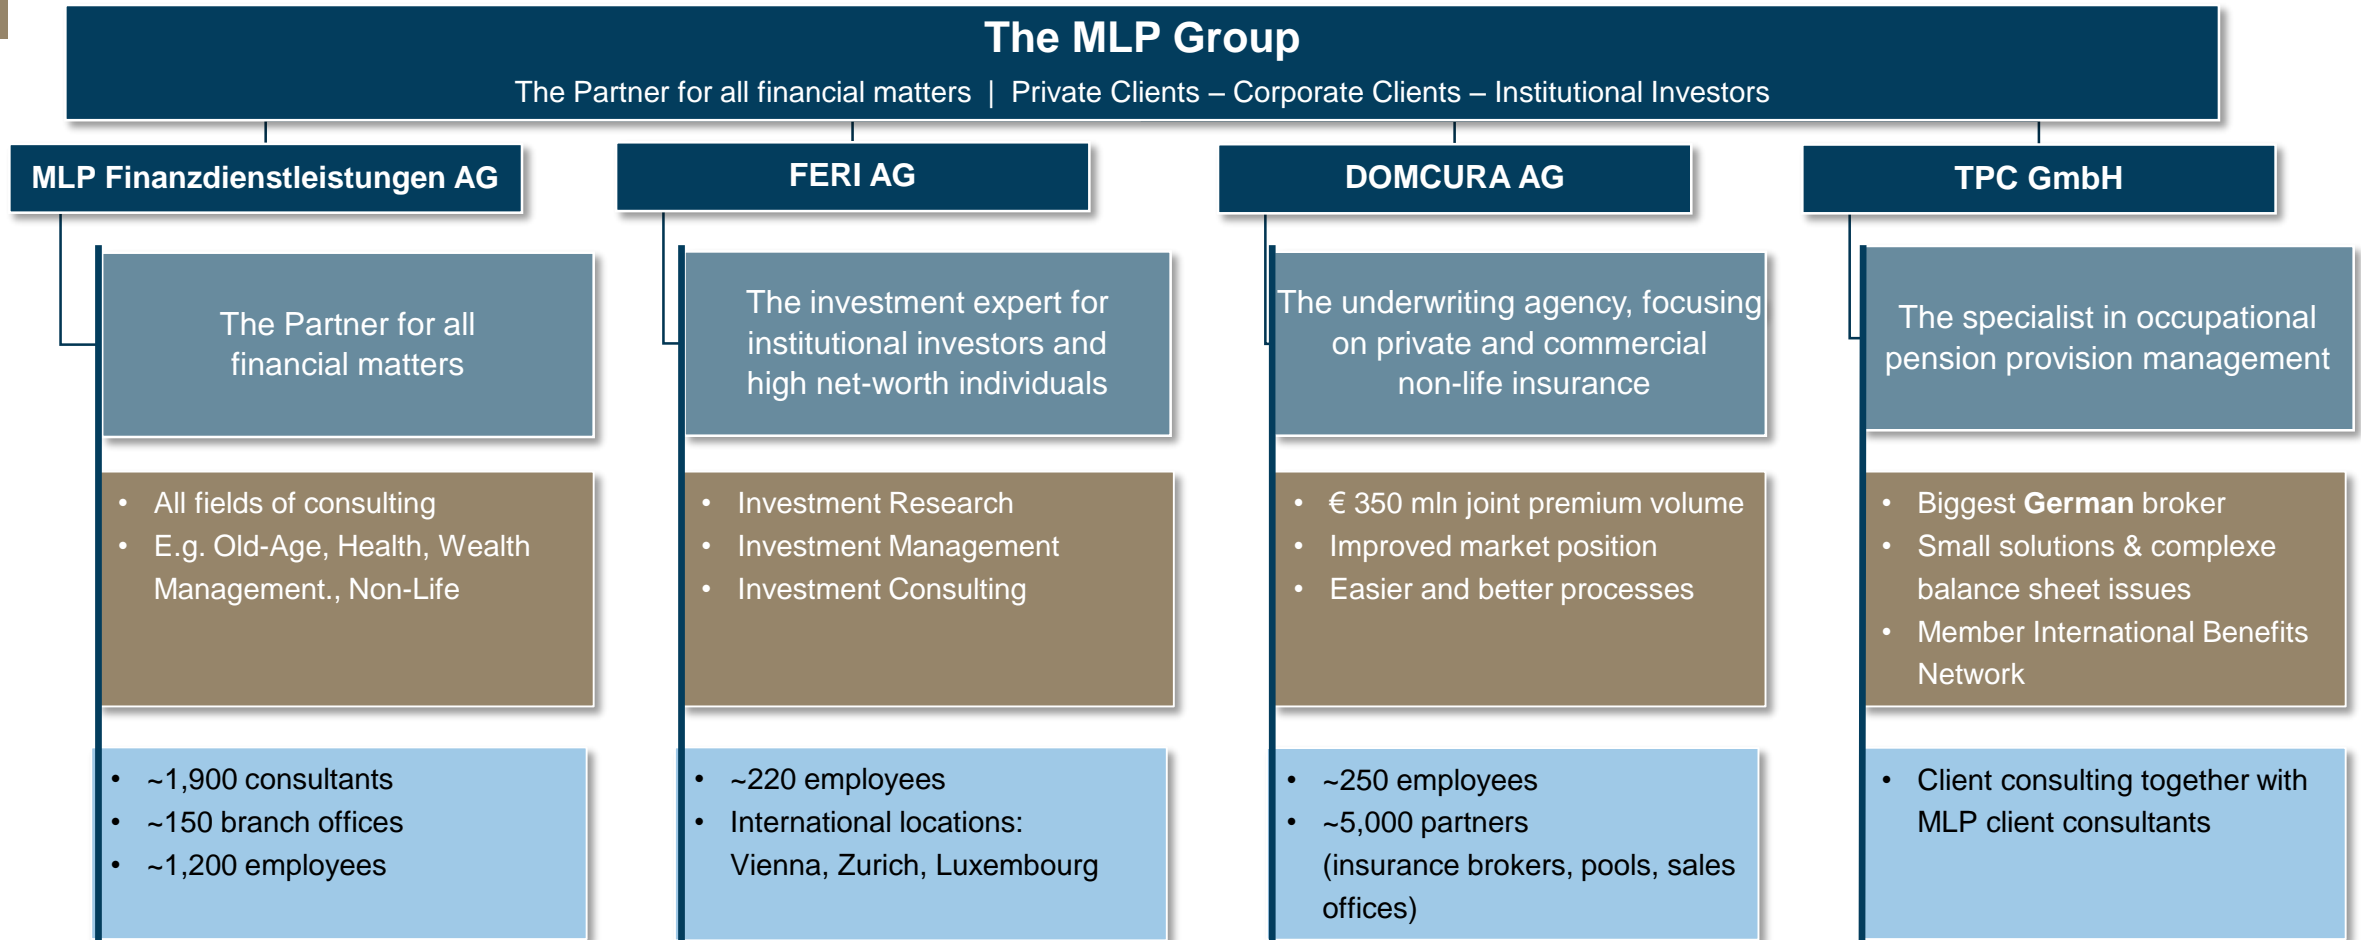 The MLP Group
The Partner for all financial matters | Private Clients – Corporate Clients – Institutional Investors
MLP Finanzdienstleistungen AG
The Partner for all
financial matters
• All fields of consulting
• E.g. Old-Age, Health, Wealth
Management., Non-Life
• ~1,900 consultants
• ~150 branch offices
• ~1,200 employees
FERI AG
The investment expert for
institutional investors and
high net-worth individuals
• Investment Research
• Investment Management
• Investment Consulting
• ~220 employees
• International locations:
Vienna, Zurich, Luxembourg
DOMCURA AG
The underwriting agency, focusing
on private and commercial
non-life insurance
• € 350 mln joint premium volume
• Improved market position
• Easier and better processes
• ~250 employees
• ~5,000 partners
(insurance brokers, pools, sales
offices)
TPC GmbH
The specialist in occupational
pension provision management
• Biggest German broker
• Small solutions & complexe
balance sheet issues
• Member International Benefits
Network
• Client consulting together with
MLP client consultants